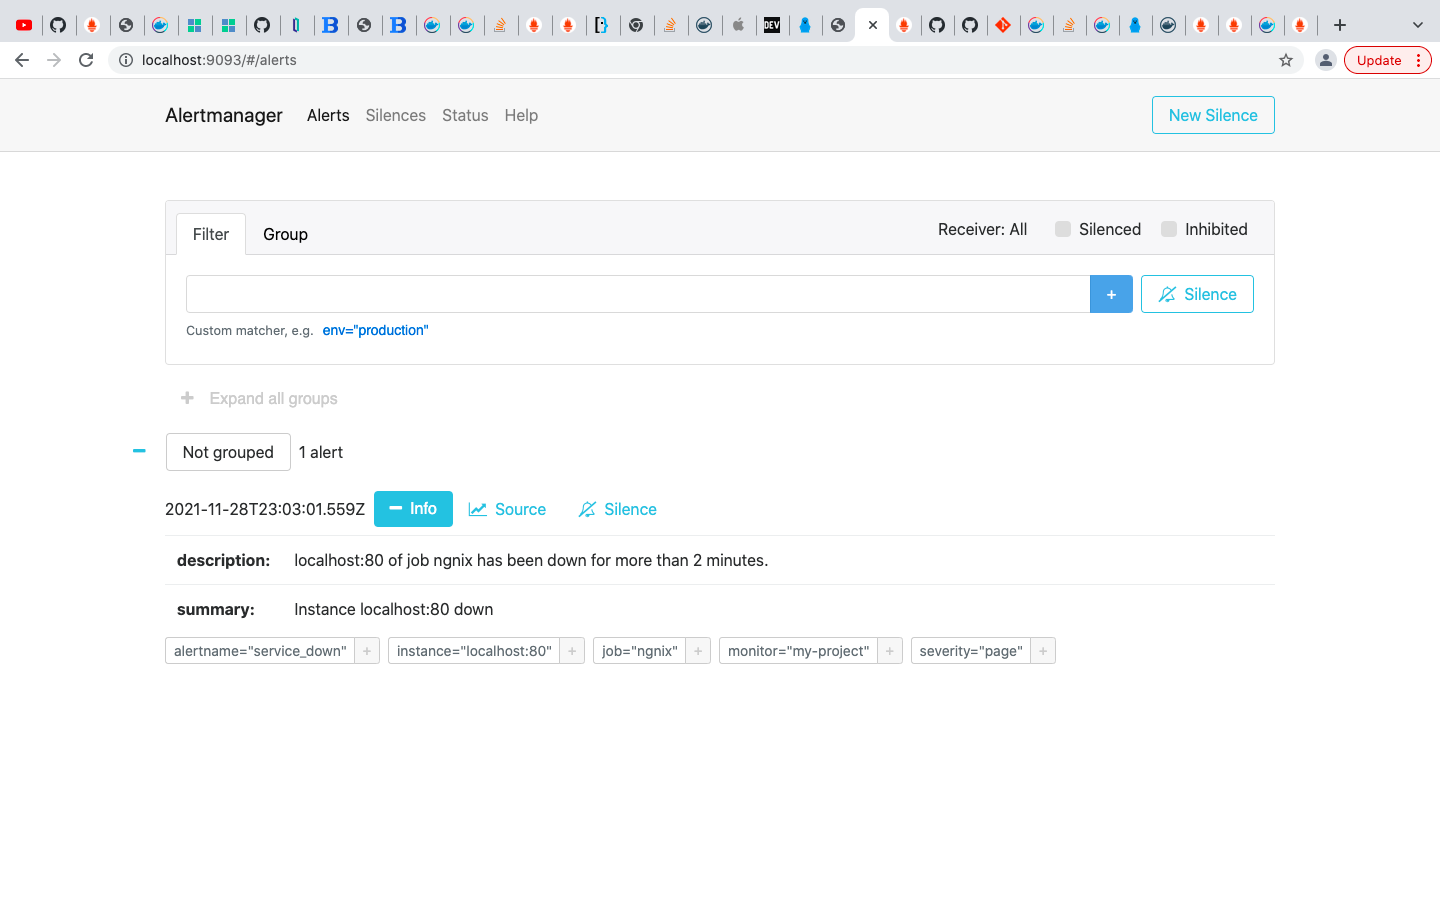 DEV
localhost:9093/#/alerts
Update
Alertmanager Alerts Silences Status Help New Silence
Filter Group Receiver: All Silenced Inhibited
+ Silence
Custom matcher, e.g. env="production"
+ Expand all groups
Not grouped 1 alert
2021-11-28T23:03:01.559Z Info Source Silence
description: localhost:80 of job ngnix has been down for more than 2 minutes.
summary: Instance localhost:80 down
alertname="service_down" + instance="localhost:80" + job="ngnix" + monitor="my-project" + severity="page" +